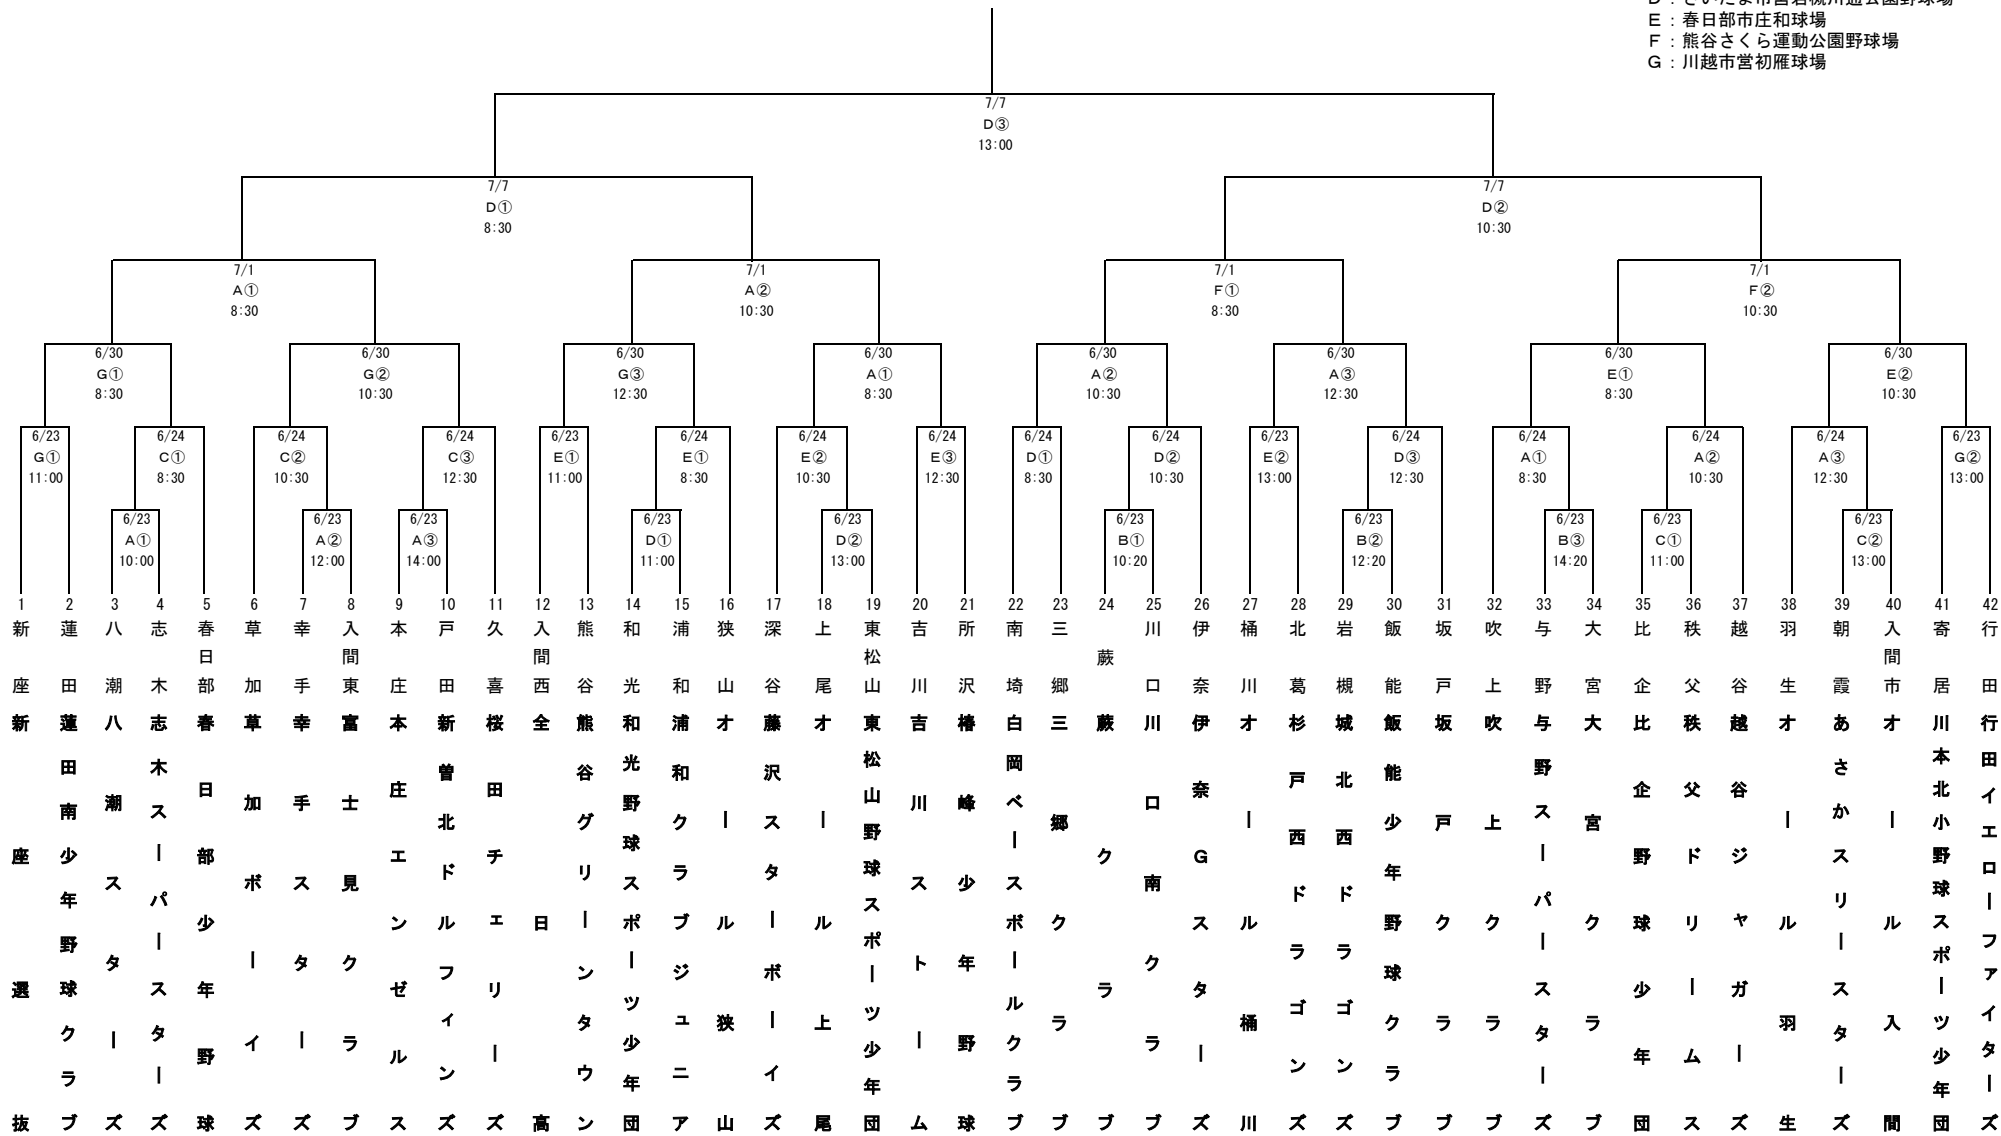 E：春日部市庄和球場
F：熊谷さくら運動公園野球場
G：川越市営初雁球場
7/7
D③
13:00
7/7
D①
8:30
7/7
D②
10:30
7/1
A①
8:30
7/1
A②
10:30
7/1
F①
8:30
7/1
F②
10:30
6/30
G①
8:30
6/30
G②
10:30
6/30
G③
12:30
6/30
A①
8:30
6/30
A②
10:30
6/30
A③
12:30
6/30
E①
8:30
6/30
E②
10:30
6/23
G①
11:00
6/24
C①
8:30
6/24
C②
10:30
6/24
C③
12:30
6/23
E①
11:00
6/24
E①
8:30
6/24
E②
10:30
6/24
E③
12:30
6/24
D①
8:30
6/24
D②
10:30
6/23
E②
13:00
6/24
D③
12:30
6/24
A①
8:30
6/24
A②
10:30
6/24
A③
12:30
6/23
G②
13:00
6/23
A①
10:00
6/23
A②
12:00
6/23
A③
14:00
6/23
D①
11:00
6/23
D②
13:00
6/23
B①
10:20
6/23
B②
12:20
6/23
B③
14:20
6/23
C①
11:00
6/23
C②
13:00
1
新座
新座選抜
2
蓮田
蓮田南少年野球クラブ
3
八潮
八潮スターズ
4
志木
志木スーパースターズ
5
春日部
春日部少年野球
6
草加
草加ボーイズ
7
幸手
幸手スターズ
8
入間東
富士見クラブ
9
本庄
本庄エンゼルス
10
戸田
新曽北ドルフィンズ
11
久喜
桜田チェリーズ
12
入間西
全日高
13
熊谷
熊谷グリーンタウン
14
和光
和光野球スポーツ少年団
15
浦和
浦和クラブジュニア
16
狭山
オール狭山
17
深谷
藤沢スターボーイズ
18
上尾
オール上尾
19
東松山
東松山野球スポーツ少年団
20
吉川
吉川ストーム
21
所沢
椿峰少年野球
22
南埼
白岡ベースボールクラブ
23
三郷
三郷クラブ
24
蕨
蕨クラブ
25
川口
川口南クラブ
26
伊奈
伊奈Gスターズ
27
桶川
オール桶川
28
北葛
杉戸西ドラゴンズ
29
岩槻
城北西ドラゴンズ
30
飯能
飯能少年野球クラブ
31
坂戸
坂戸クラブ
32
吹上
吹上クラブ
33
与野
与野スーパースターズ
34
大宮
大宮クラブ
35
比企
比企野球少年団
36
秩父
秩父ドリームス
37
越谷
越谷ジャガーズ
38
羽生
オール羽生
39
朝霞
あさかスリースターズ
40
入間市
オール入間
41
寄居
川本北小野球スポーツ少年団
42
行田
行田イエローファイターズ